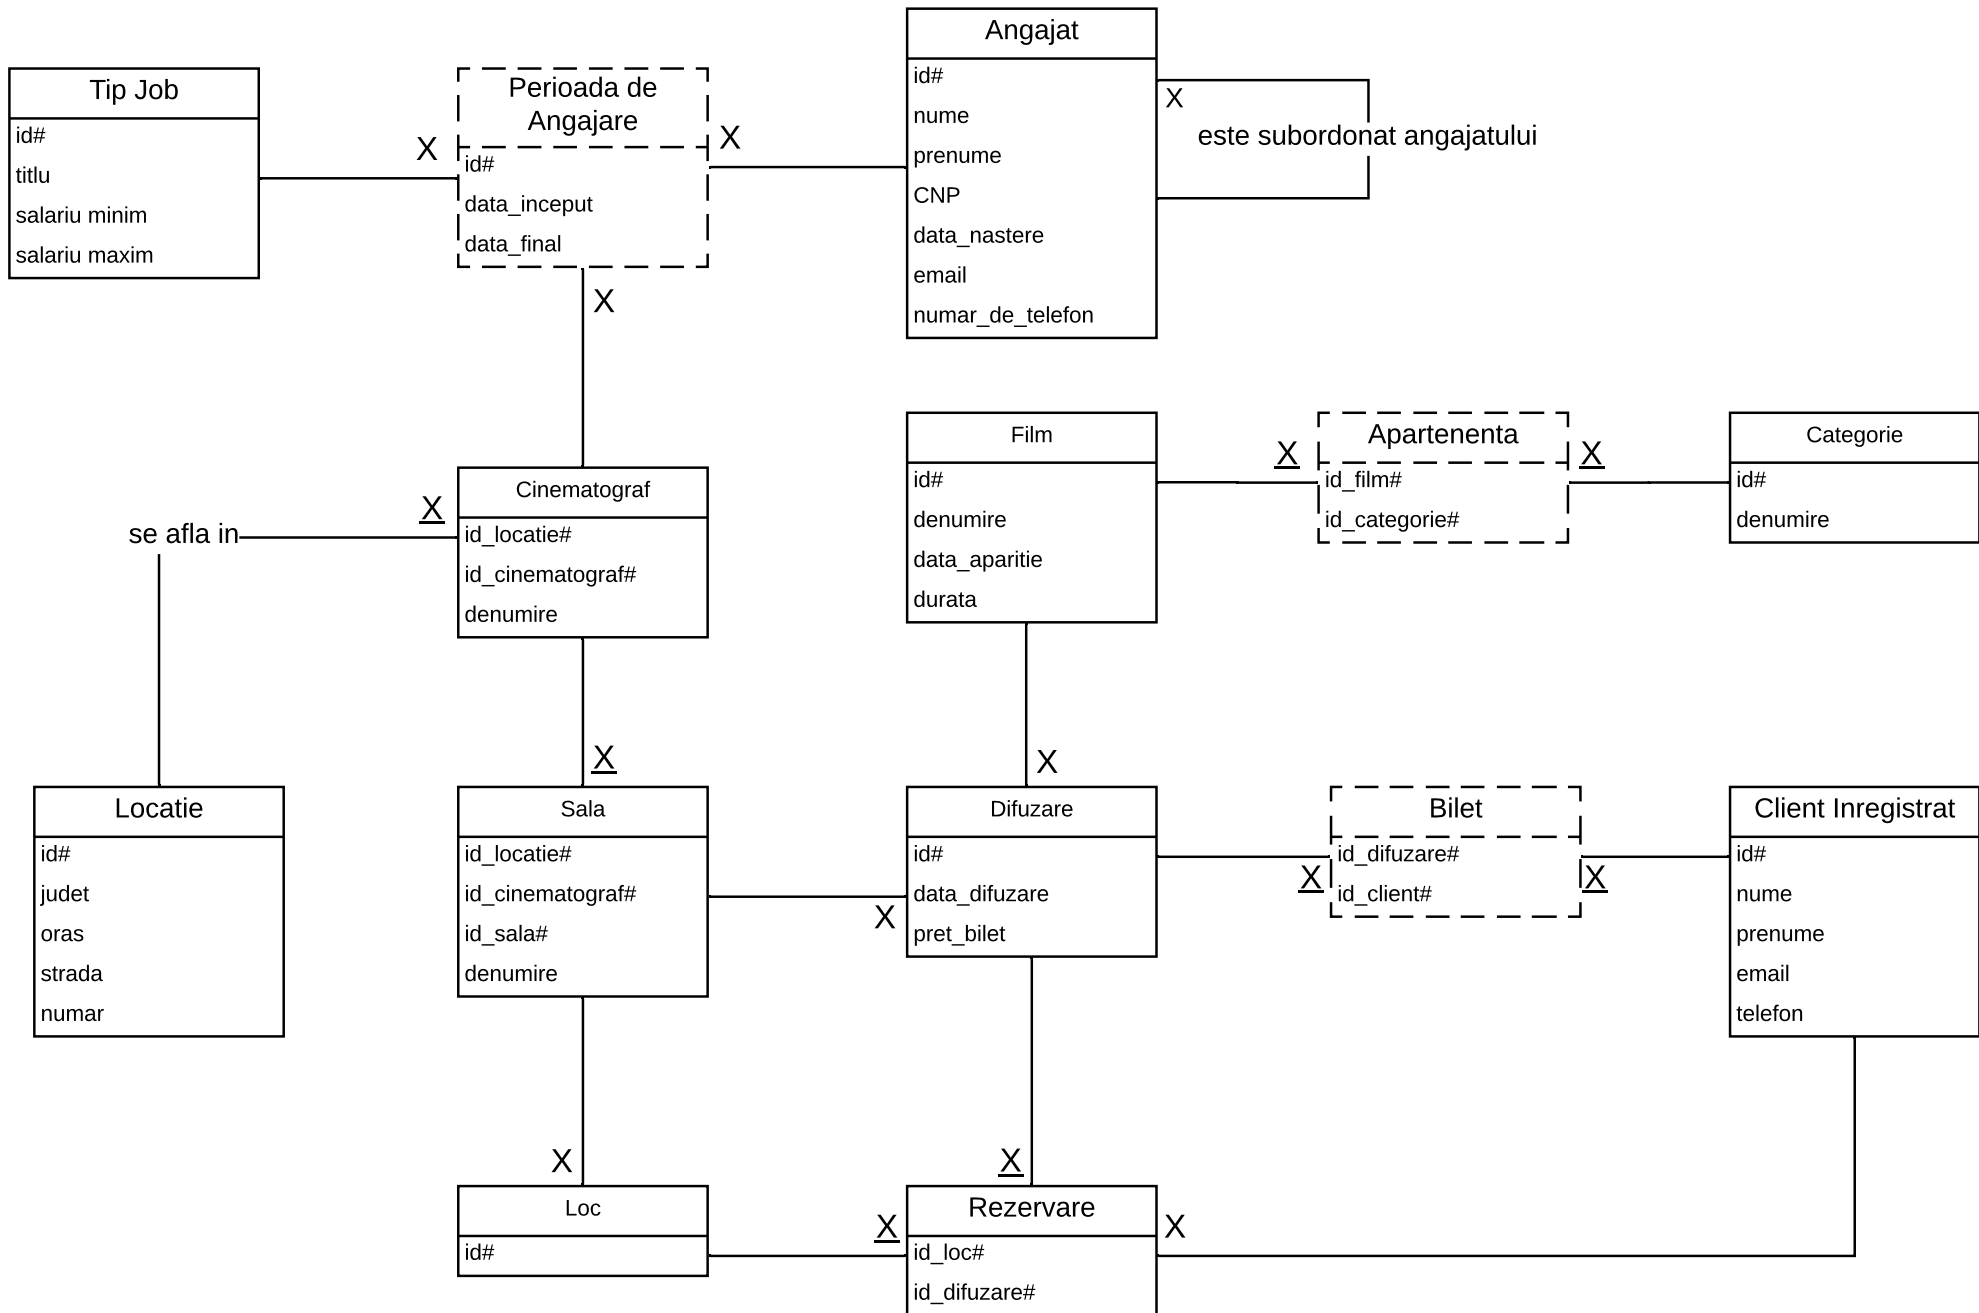 Angajat
id#
nume
prenume
CNP
data_nastere
email
numar_de_telefon
X
este subordonat angajatului
Tip Job
id#
titlu
salariu minim
salariu maxim
X
Perioada de
Angajare
id#
data_inceput
data_final
X
X
Film
id#
denumire
data_aparitie
durata
X
Apartenenta
id_film#
id_categorie#
X
Categorie
id#
denumire
se afla in
X
Cinematograf
id_locatie#
id_cinematograf#
denumire
X
X
Locatie
id#
judet
oras
strada
numar
Sala
id_locatie#
id_cinematograf#
id_sala#
denumire
X
Difuzare
id#
data_difuzare
pret_bilet
X
Bilet
id_difuzare#
id_client#
X
Client Inregistrat
id#
nume
prenume
email
telefon
X
X
Loc
id#
X
Rezervare
id_loc#
id_difuzare#
X